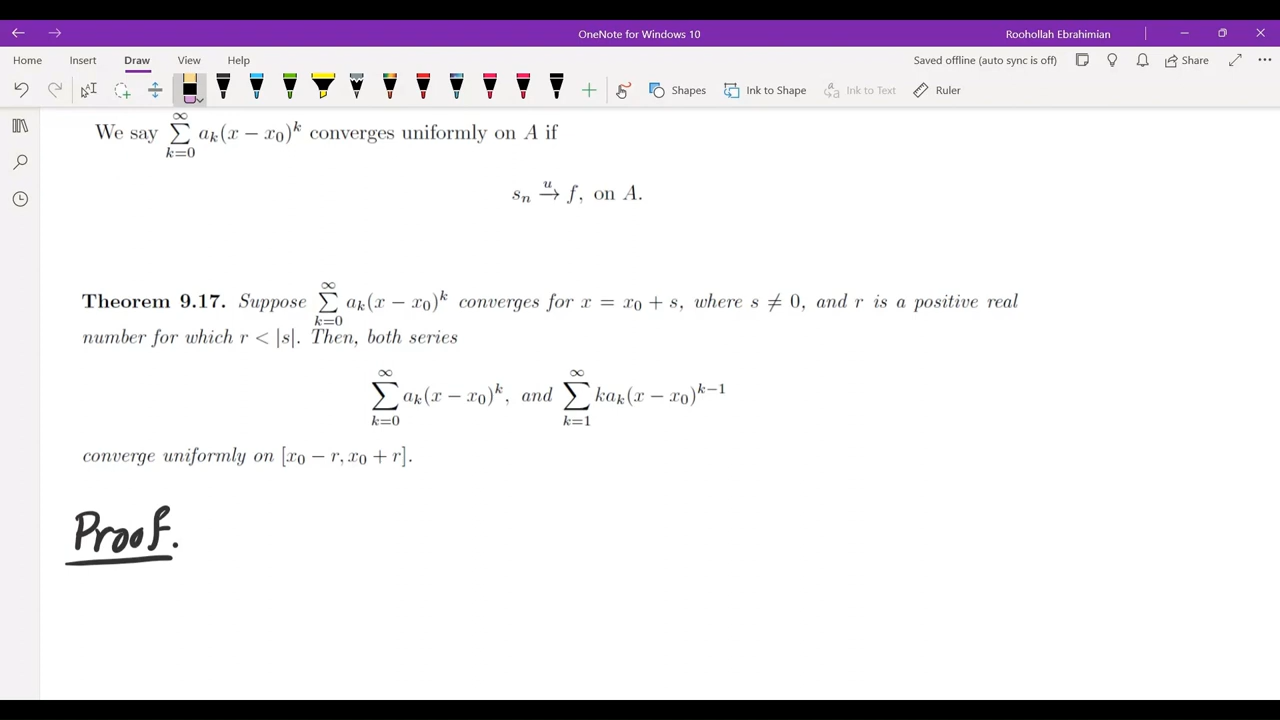 OneNote for Windows 10
Roohollah Ebrahimian
Home Insert Draw View Help
Saved offline (auto sync is off) Share
Shapes Ink to Shape Ink to Text Ruler
We say ∑_{k=0}^{∞} a_k(x − x_0)^k converges uniformly on A if
s_n →^u f, on A.
Theorem 9.17. Suppose ∑_{k=0}^{∞} a_k(x − x_0)^k converges for x = x_0 + s, where s ≠ 0, and r is a positive real
number for which r < |s|. Then, both series
∑_{k=0}^{∞} a_k(x − x_0)^k, and ∑_{k=1}^{∞} ka_k(x − x_0)^{k−1}
converge uniformly on [x_0 − r, x_0 + r].
Proof.